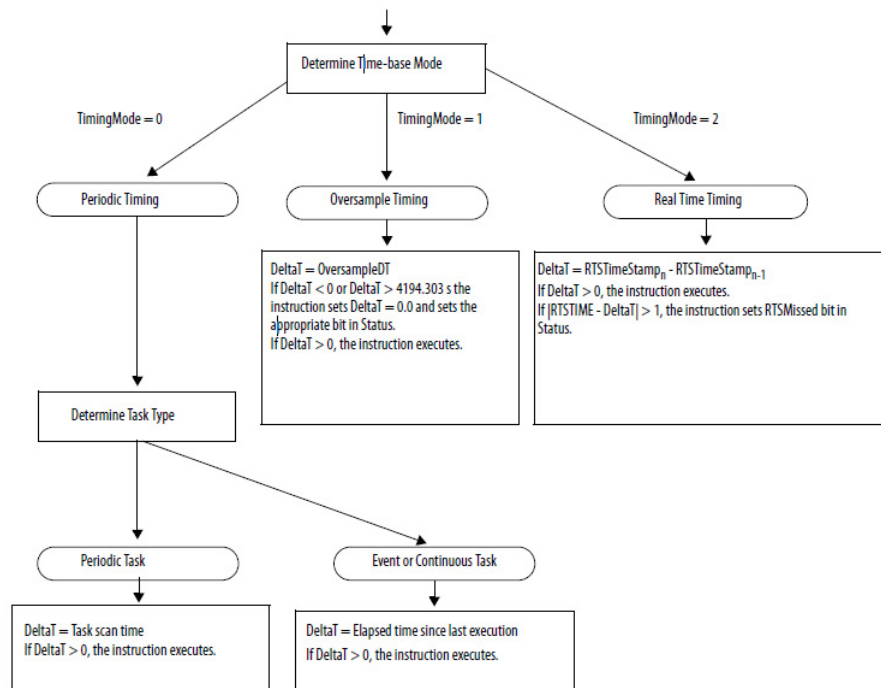 Determine Time-base Mode
TimingMode = 0
TimingMode = 1
TimingMode = 2
Periodic Timing
Oversample Timing
Real Time Timing
DeltaT = OversampleDT
If DeltaT < 0 or DeltaT > 4194.303 s the
instruction sets DeltaT = 0.0 and sets the
appropriate bit in Status.
If DeltaT > 0, the instruction executes.
DeltaT = RTSTimeStampn - RTSTimeStampn-1
If DeltaT > 0, the instruction executes.
If |RTSTIME - DeltaT| > 1, the instruction sets RTSMissed bit in
Status.
Determine Task Type
Periodic Task
Event or Continuous Task
DeltaT = Task scan time
If DeltaT > 0, the instruction executes.
DeltaT = Elapsed time since last execution
If DeltaT > 0, the instruction executes.